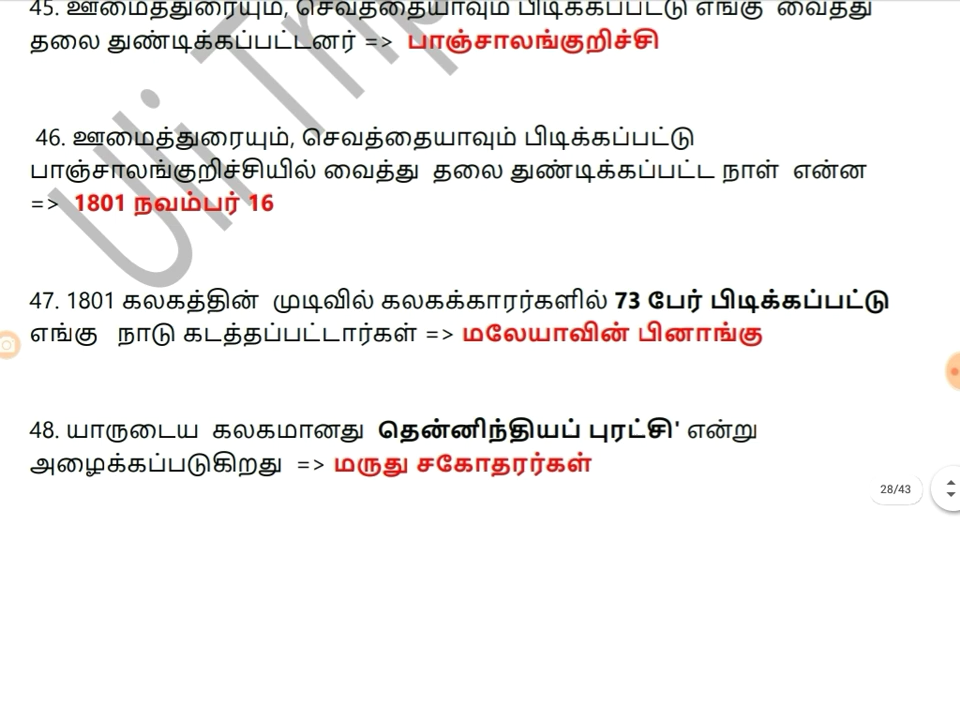 45. ஊமைத்துரையும், செவத்தையாவும் பிடிக்கப்பட்டு எங்கு வைத்து
தலை துண்டிக்கப்பட்டனர் => பாஞ்சாலங்குறிச்சி
46. ஊமைத்துரையும், செவத்தையாவும் பிடிக்கப்பட்டு
பாஞ்சாலங்குறிச்சியில் வைத்து தலை துண்டிக்கப்பட்ட நாள் என்ன
=> 1801 நவம்பர் 16
47. 1801 கலகத்தின் முடிவில் கலகக்காரர்களில் 73 பேர் பிடிக்கப்பட்டு
எங்கு நாடு கடத்தப்பட்டார்கள் => மலேயாவின் பினாங்கு
48. யாருடைய கலகமானது தென்னிந்தியப் புரட்சி' என்று
அழைக்கப்படுகிறது => மருது சகோதரர்கள்
28/43